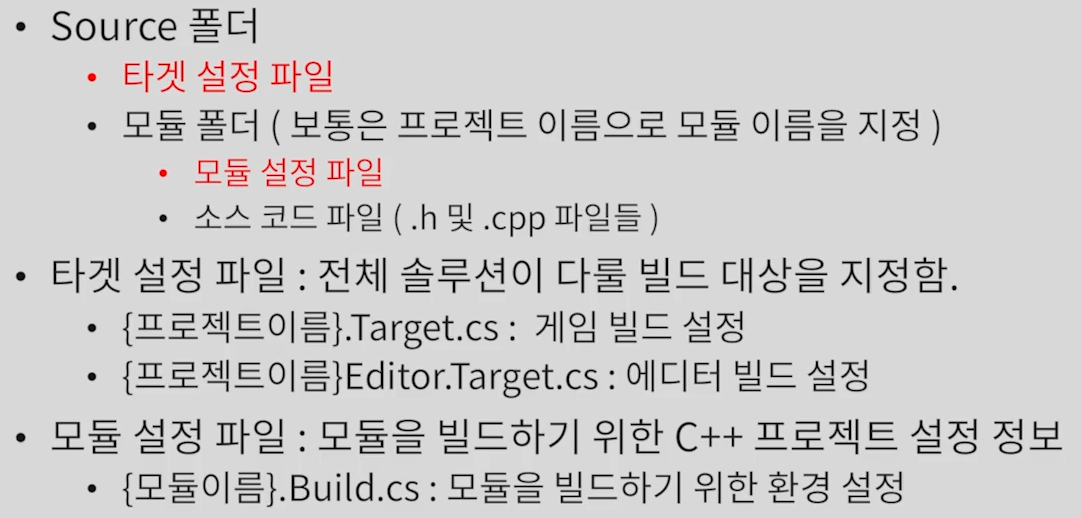 • Source 폴더
• 타겟 설정 파일
• 모듈 폴더 ( 보통은 프로젝트 이름으로 모듈 이름을 지정 )
• 모듈 설정 파일
• 소스 코드 파일 ( .h 및 .cpp 파일들 )
• 타겟 설정 파일 : 전체 솔루션이 다룰 빌드 대상을 지정함.
• {프로젝트이름}.Target.cs : 게임 빌드 설정
• {프로젝트이름}Editor.Target.cs : 에디터 빌드 설정
• 모듈 설정 파일 : 모듈을 빌드하기 위한 C++ 프로젝트 설정 정보
• {모듈이름}.Build.cs : 모듈을 빌드하기 위한 환경 설정